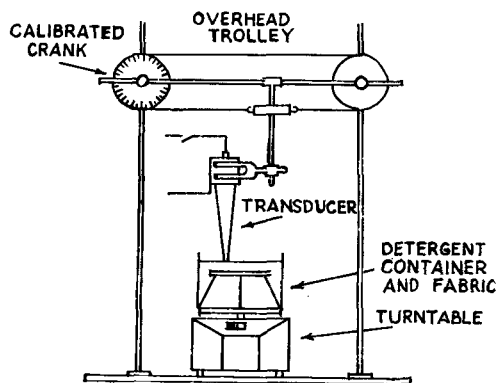 OVERHEAD
TROLLEY
CALIBRATED
CRANK
TRANSDUCER
DETERGENT
CONTAINER
AND FABRIC
TURNTABLE